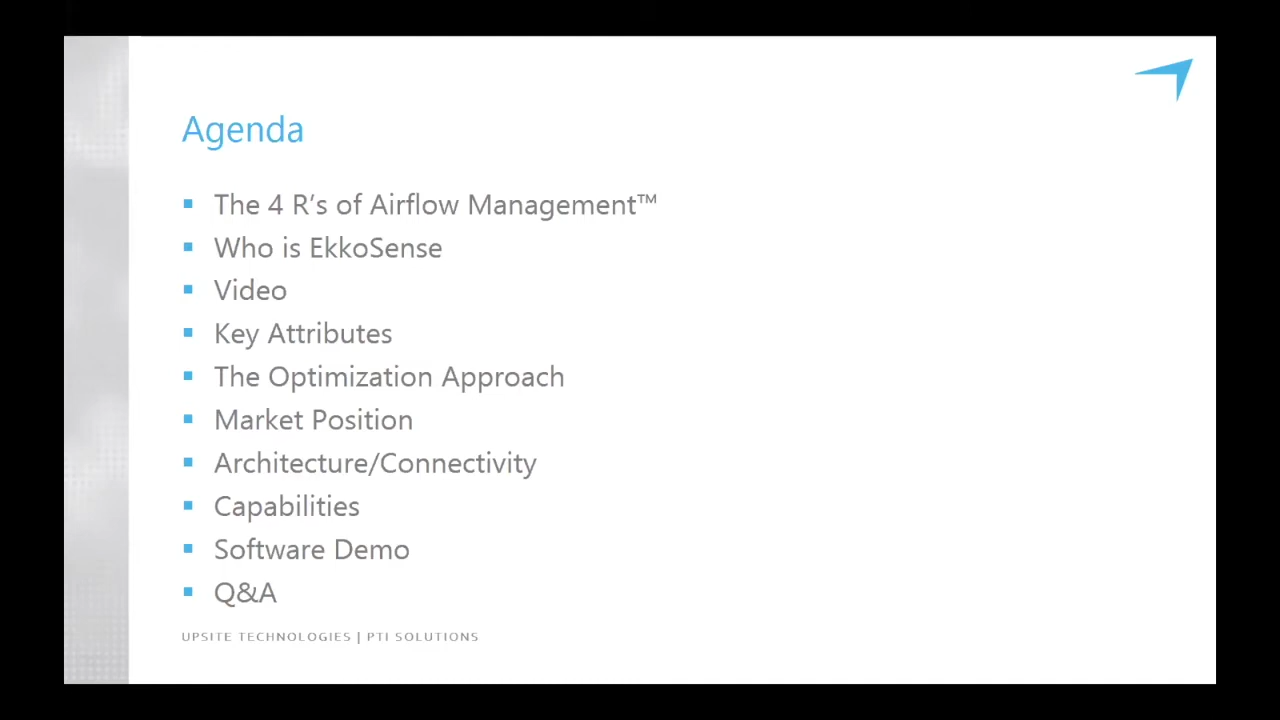 Agenda
The 4 R’s of Airflow Management™
Who is EkkoSense
Video
Key Attributes
The Optimization Approach
Market Position
Architecture/Connectivity
Capabilities
Software Demo
Q&A
UPSITE TECHNOLOGIES | PTI SOLUTIONS